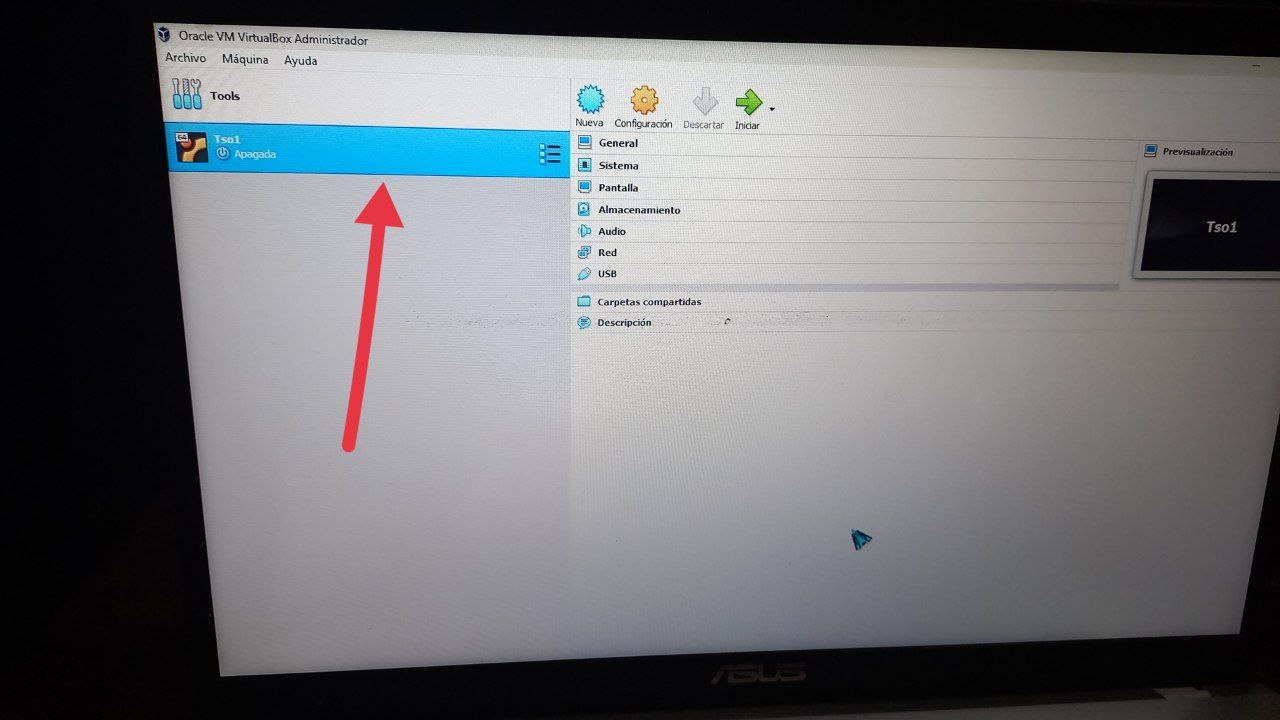 Oracle VM VirtualBox Administrador
Archivo Máquina Ayuda
Tools
64
Tso1
Apagada
Nueva Configuración Descartar Iniciar
General
Sistema
Pantalla
Almacenamiento
Audio
Red
USB
Carpetas compartidas
Descripción
Previsualización
Tso1
ASUS